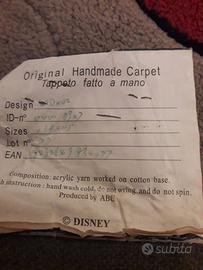 Original Handmade Carpet
Tappeto fatto a mano
Design
ID-n°
Sizes
Lot n°
EAN
Composition: acrylic yarn worked on cotton base.
sh instruction: hand wash cold, do not wring, and do not spin.
Produced by ABC
© DISNEY
subito